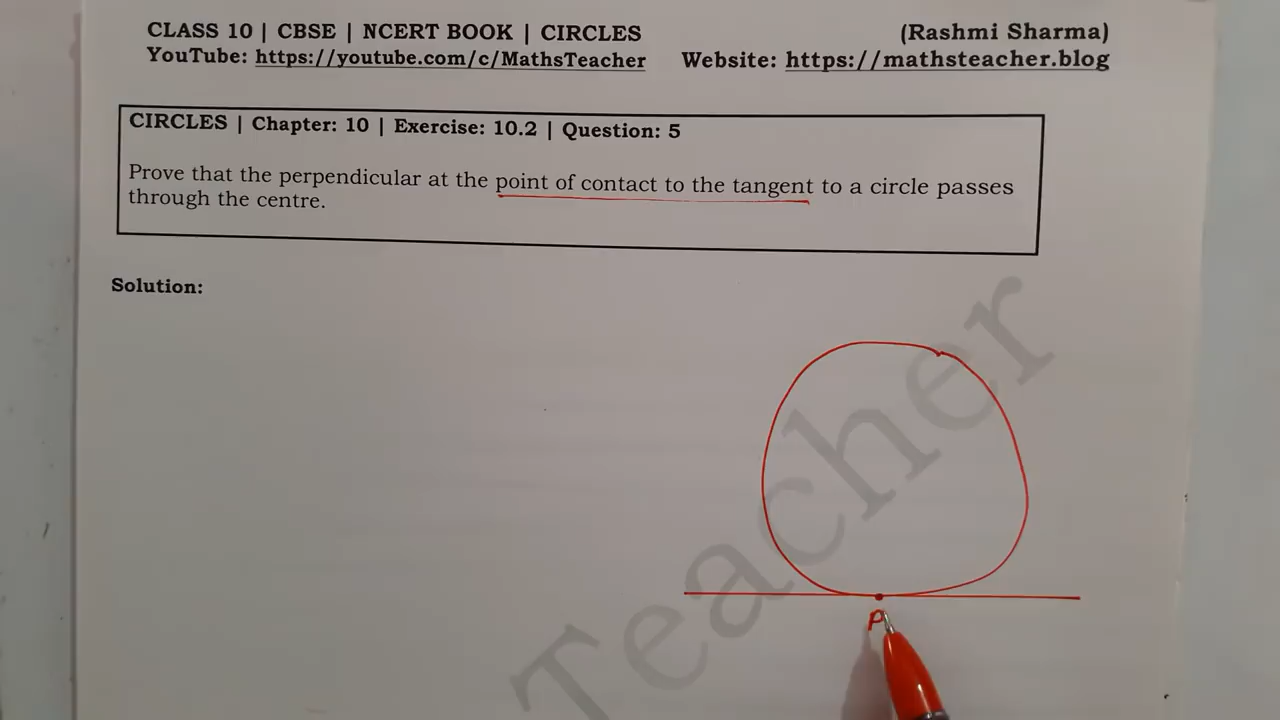 CLASS 10 | CBSE | NCERT BOOK | CIRCLES (Rashmi Sharma)
YouTube: https://youtube.com/c/MathsTeacher Website: https://mathsteacher.blog
CIRCLES | Chapter: 10 | Exercise: 10.2 | Question: 5
Prove that the perpendicular at the point of contact to the tangent to a circle passes
through the centre.
Solution:
Teacher
P